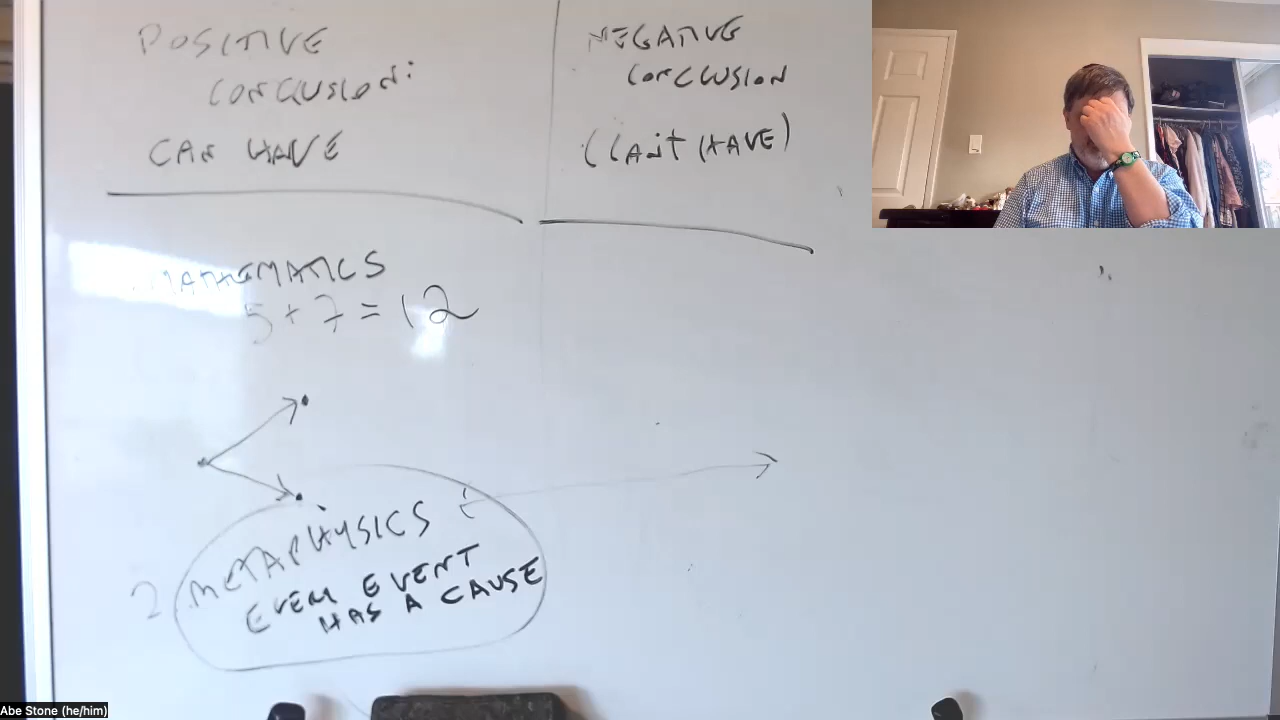 POSITIVE
CONCLUSION:
CAN HAVE
NEGATIVE
CONCLUSION
(CAN'T HAVE)
MATHEMATICS
5 + 7 = 12
2. METAPHYSICS
EVERY EVENT
HAS A CAUSE
Abe Stone (he/him)